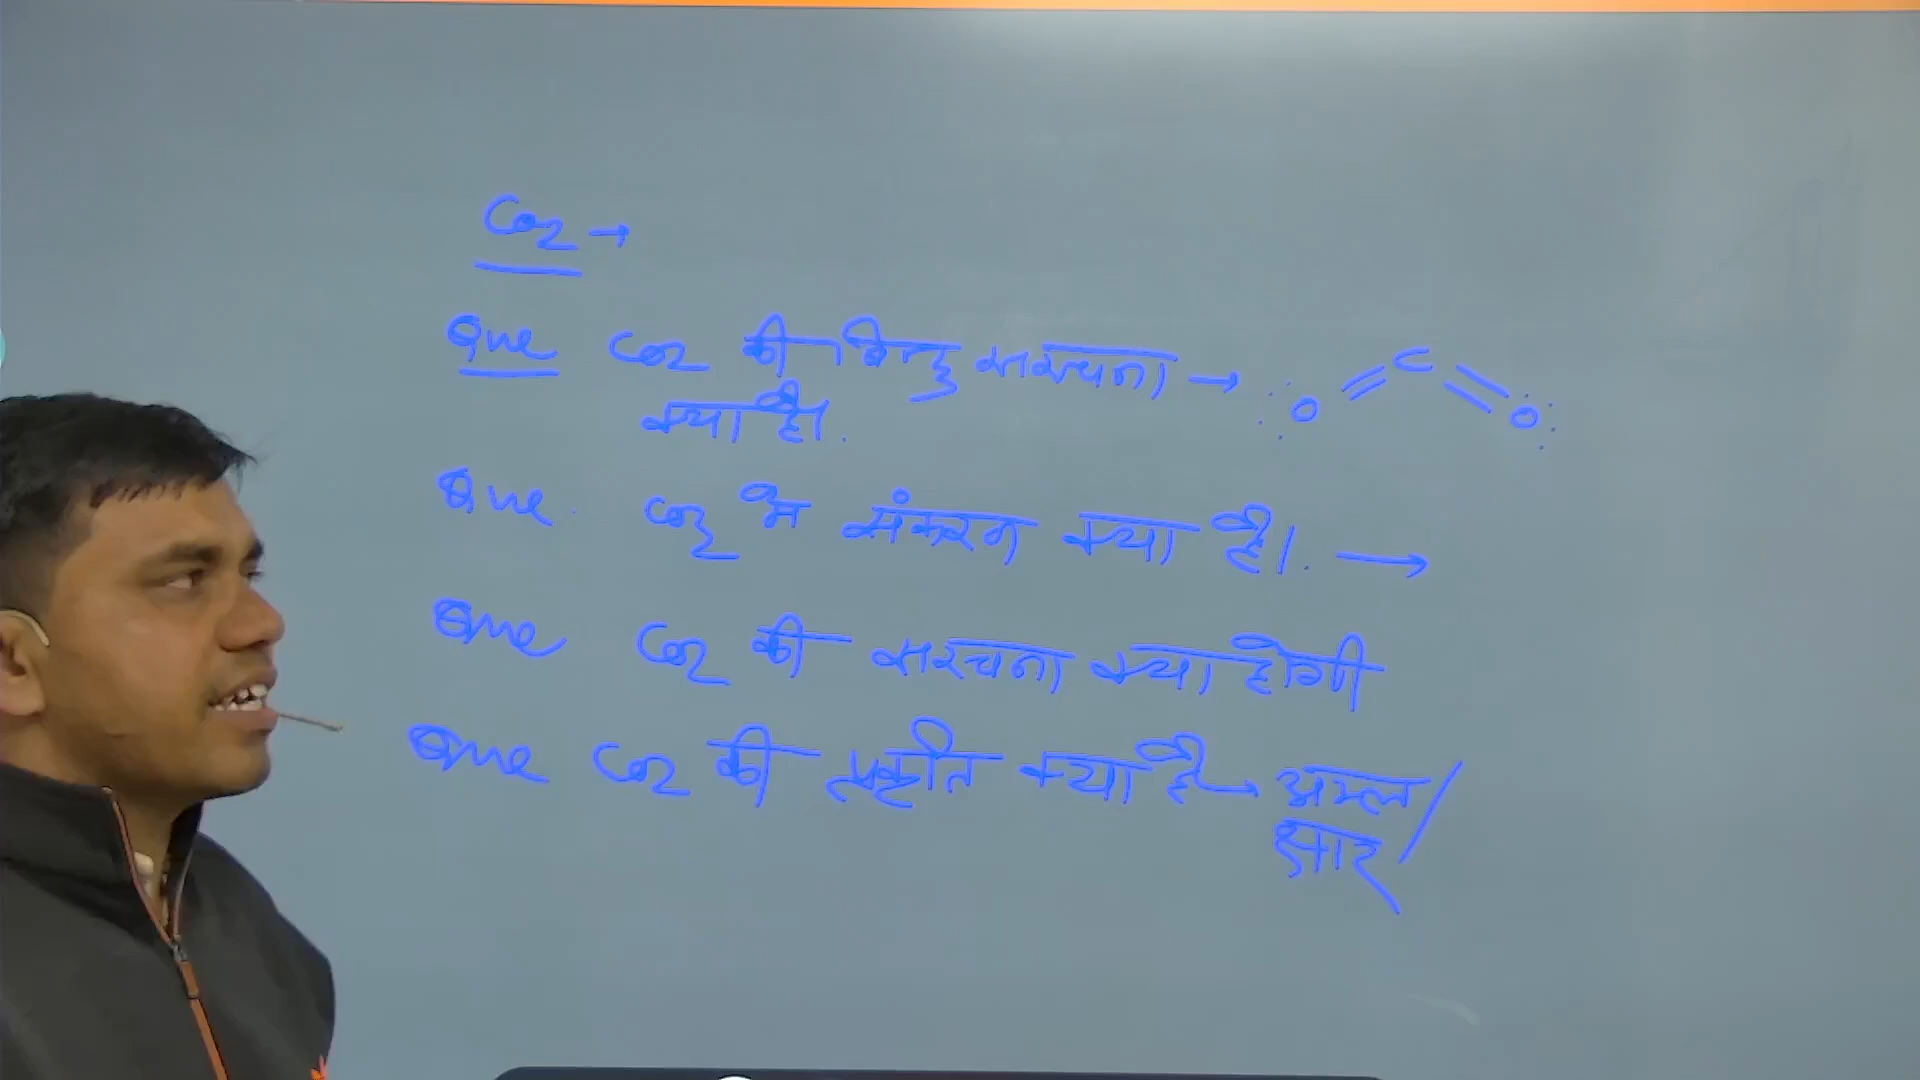 CO2 →
Que CO2 की बिन्दु संरचना → O = C = O
क्या है।
Que. CO2 में संकरण क्या है। →
Que CO2 की संरचना क्या होगी
Que CO2 की प्रकृति क्या है → अम्ल/
क्षार